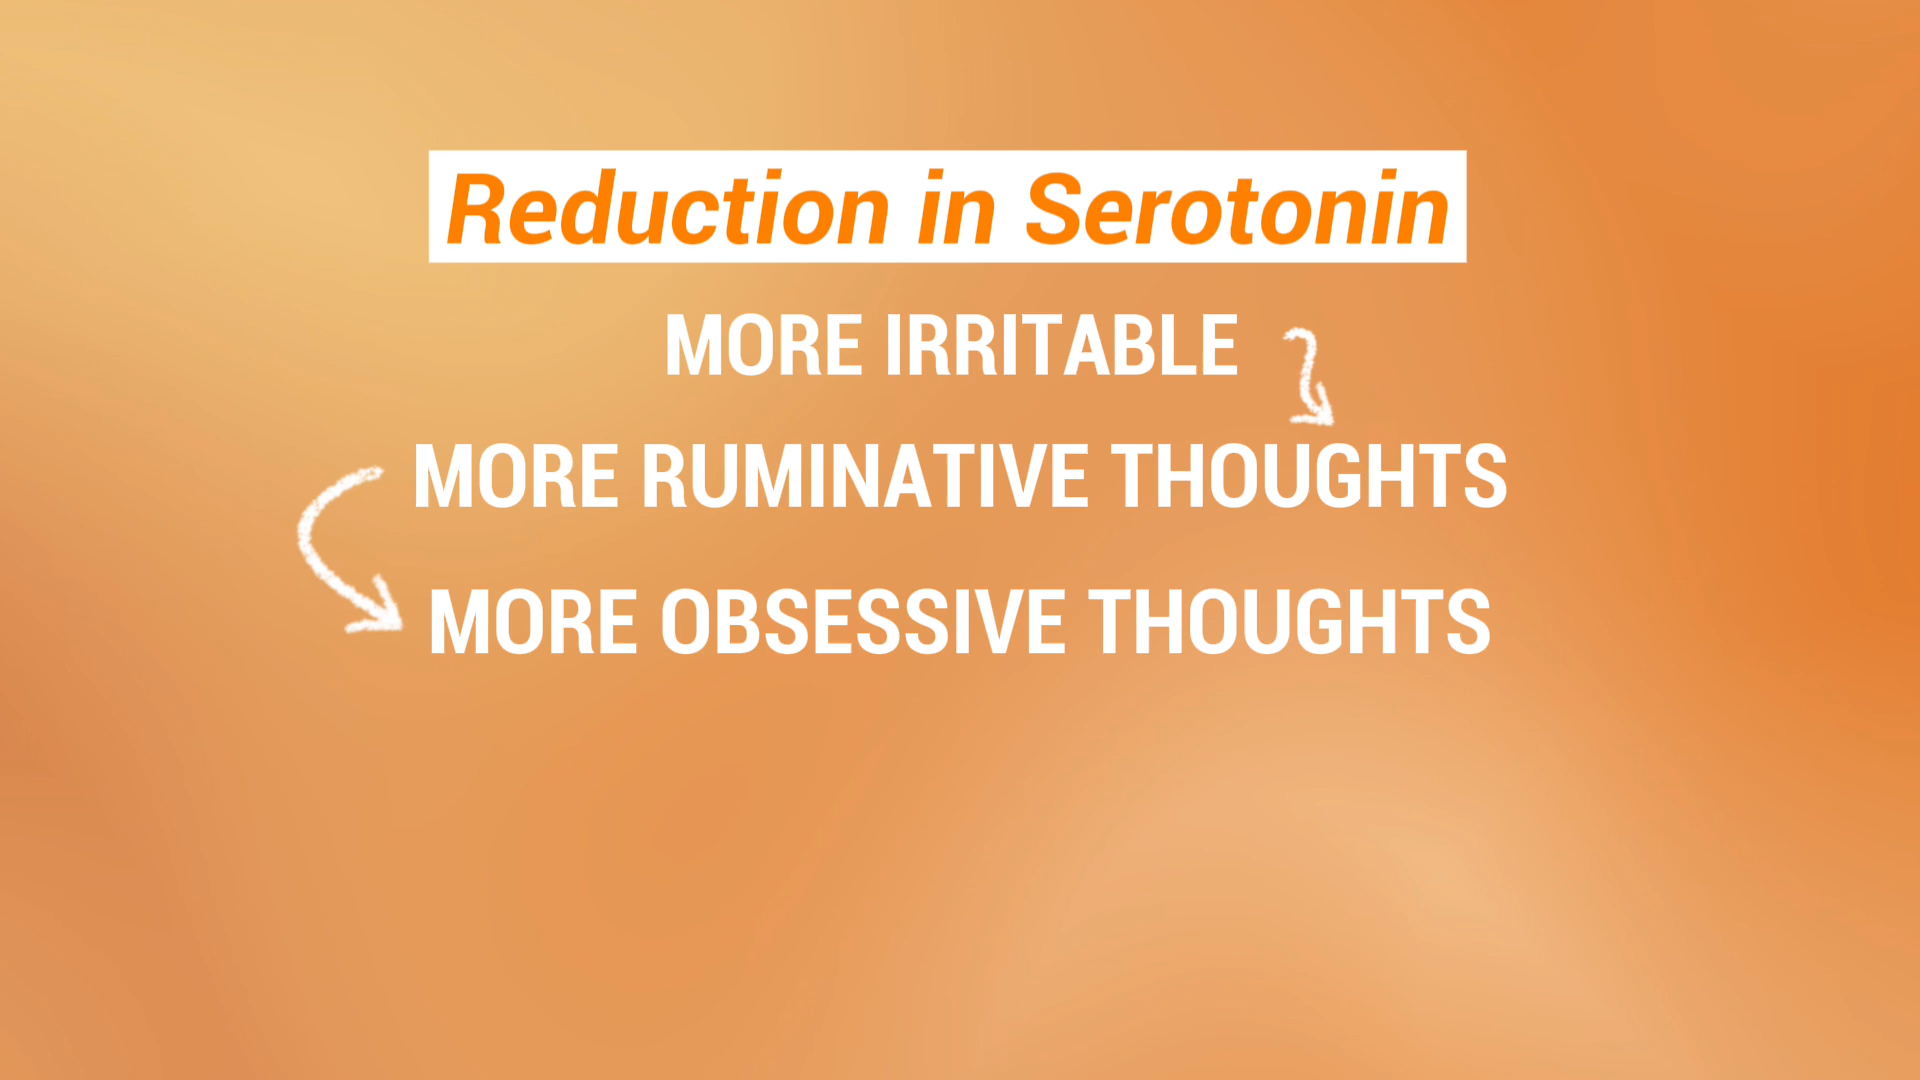 Reduction in Serotonin
MORE IRRITABLE
MORE RUMINATIVE THOUGHTS
MORE OBSESSIVE THOUGHTS